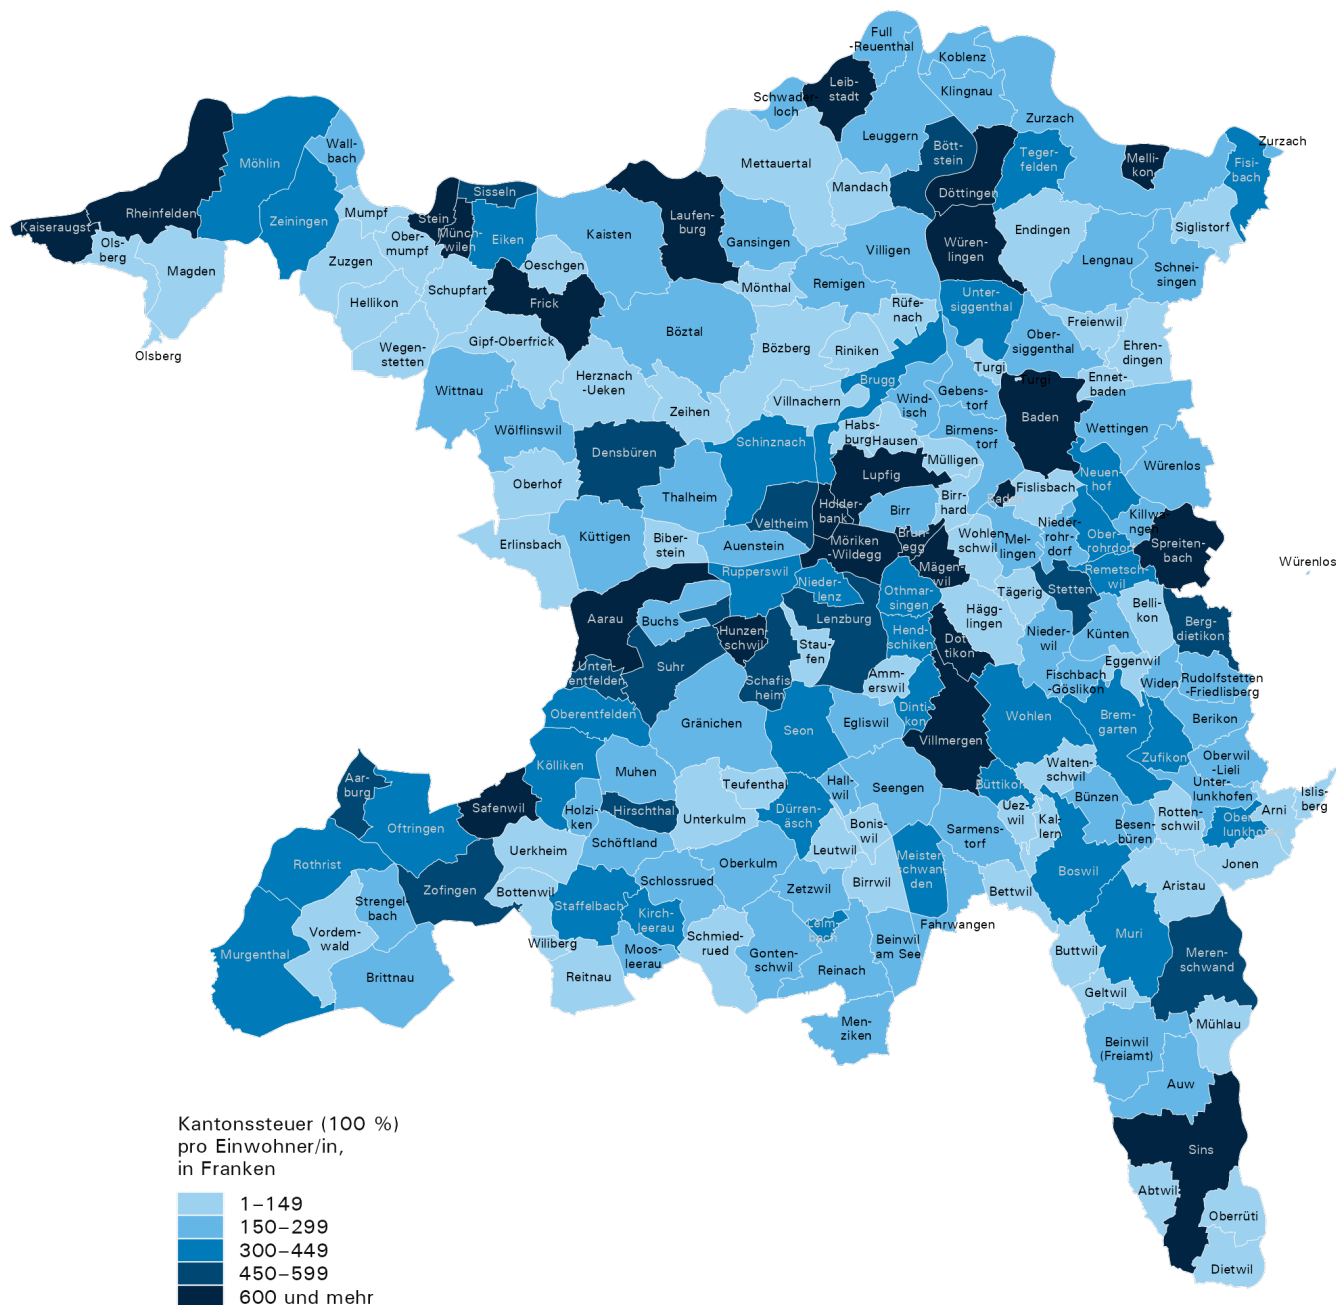 Full
-Reuenthal
Koblenz
Leib-
stadt
Klingnau
Schwader-
loch
Zurzach
Leuggern
Zurzach
Wall-
bach
Möhlin
Mettauertal
Bött-
stein
Teger-
felden
Melli-
kon
Fisi-
bach
Mandach
Döttingen
Sisseln
Rheinfelden
Mumpf
Stein
Laufen-
burg
Zeiningen
Kaiseraugst
Siglistorf
Endingen
Kaisten
Münch-
wilen
Eiken
Ober-
mumpf
Gansingen
Würen-
lingen
Ols-
berg
Villigen
Zuzgen
Lengnau
Oeschgen
Schnei-
singen
Magden
Remigen
Mönthal
Schupfart
Unter-
siggenthal
Hellikon
Frick
Rüfe-
nach
Freienwil
Böztal
Ober-
siggenthal
Gipf-Oberfrick
Ehren-
dingen
Bözberg
Riniken
Wegen-
stetten
Olsberg
Turgi
Turgi
Herznach
-Ueken
Brugg
Ennet-
baden
Wittnau
Gebens-
torf
Wind-
isch
Villnachern
Zeihen
Baden
Wettingen
Wölflinswil
Habs-
burg
Hausen
Birmens-
torf
Schinznach
Densbüren
Mülligen
Würenlos
Lupfig
Neuen-
hof
Oberhof
Fislisbach
Thalheim
Birr-
hard
Baden
Holder-
bank
Birr
Killwa-
ngen
Veltheim
Nieder-
rohr-
dorf
Küttigen
Wohlen-
schwil
Mel-
lingen
Ober-
rohrdorf
Brun-
egg
Erlinsbach
Biber-
stein
Auenstein
Möriken
-Wildegg
Spreiten-
bach
Würenlos
Mägen-
wil
Rupperswil
Remetsch-
wil
Nieder-
lenz
Othmar-
singen
Stetten
Tägerig
Belli-
kon
Hägg-
lingen
Aarau
Buchs
Lenzburg
Berg-
dietikon
Hunzen-
schwil
Hend-
schiken
Nieder-
wil
Künten
Dot-
tikon
Stau-
fen
Eggenwil
Unter-
entfelden
Suhr
Amm-
erswil
Fischbach
-Göslikon
Schafis-
heim
Widen
Rudolfstetten
-Friedlisberg
Oberentfelden
Gränichen
Dinti-
kon
Wohlen
Brem-
garten
Berikon
Egliswil
Seon
Villmergen
Oberwil
-Lieli
Zufikon
Walten-
schwil
Kölliken
Muhen
Aar-
burg
Teufenthal
Hall-
wil
Seengen
Büttikon
Unter-
lunkhofen
Bünzen
Islis-
berg
Safenwil
Holzi-
ken
Hirschthal
Dürren-
äsch
Uez-
wil
Arni
Rotten-
schwil
Unterkulm
Bonis-
wil
Kal-
lern
Ober-
lunkhofen
Oftringen
Besen-
büren
Sarmens-
torf
Schöftland
Uerkheim
Leutwil
Rothrist
Oberkulm
Meister-
schwan-
den
Jonen
Boswil
Schlossrued
Birrwil
Aristau
Zofingen
Bottenwil
Zetzwil
Bettwil
Strengel-
bach
Staffelbach
Kirch-
leerau
Fahrwangen
Leim-
bach
Vordem-
wald
Muri
Schmied-
rued
Wiliberg
Beinwil
am See
Buttwil
Murgenthal
Moos-
leerau
Gonten-
schwil
Meren-
schwand
Reinach
Brittnau
Reitnau
Geltwil
Men-
ziken
Mühlau
Beinwil
(Freiamt)
Auw
Kantonssteuer (100 %)
pro Einwohner/in,
in Franken
Sins
Abtwil
1–149
Oberrüti
150–299
300–449
Dietwil
450–599
600 und mehr